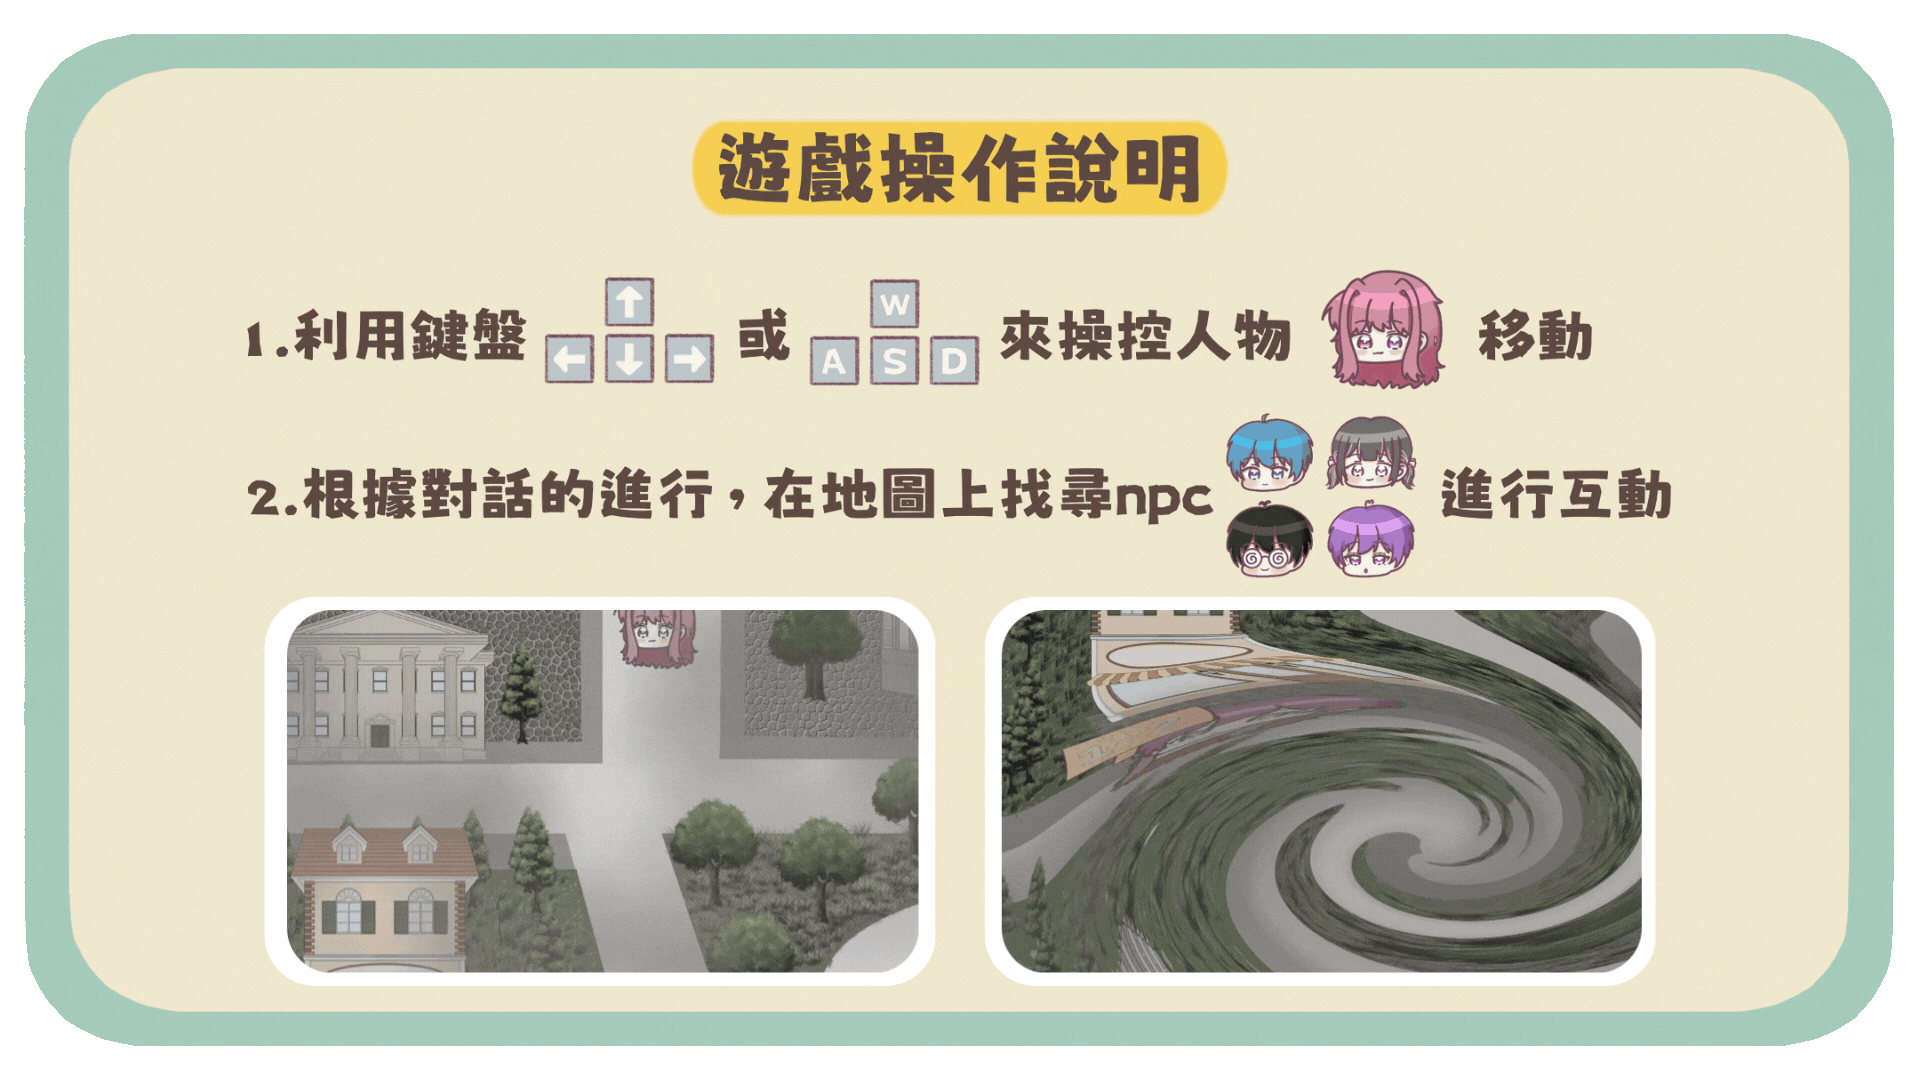 遊戲操作說明
1.利用鍵盤 ↑ ← ↓ → 或 W A S D 來操控人物 移動
2.根據對話的進行，在地圖上找尋npc 進行互動